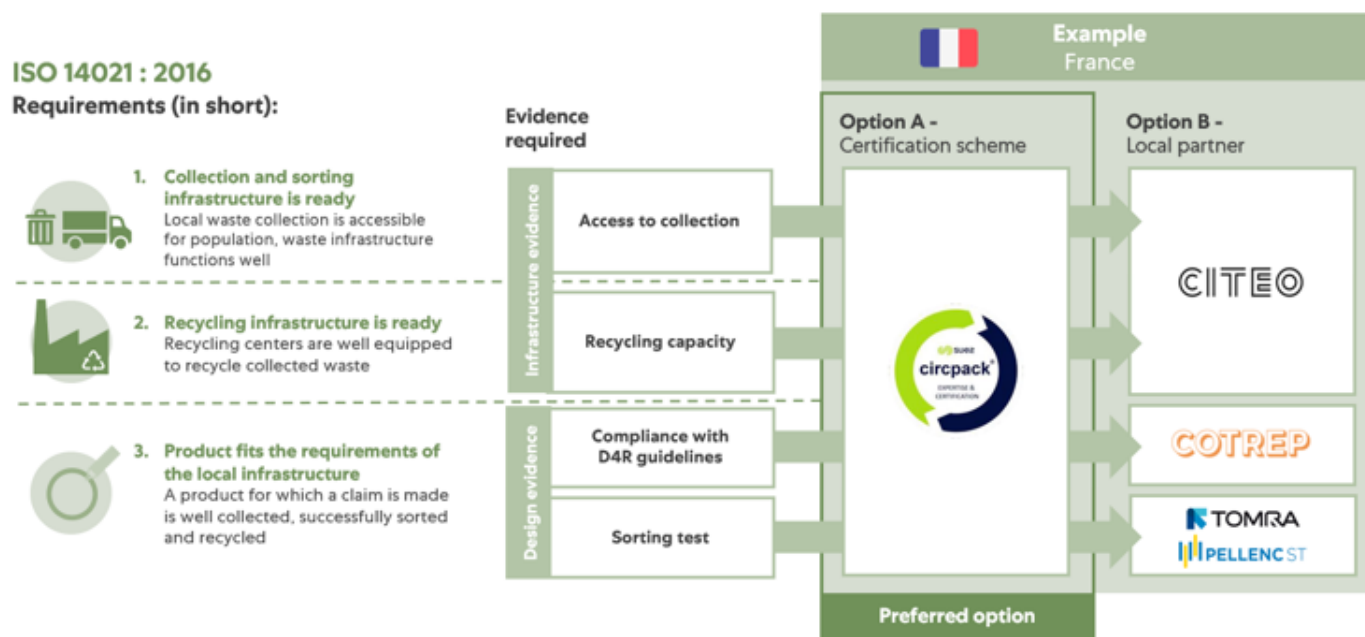 ISO 14021 : 2016
Requirements (in short):
1. Collection and sorting
infrastructure is ready
Local waste collection is accessible
for population, waste infrastructure
functions well
2. Recycling infrastructure is ready
Recycling centers are well equipped
to recycle collected waste
3. Product fits the requirements of
the local infrastructure
A product for which a claim is made
is well collected, successfully sorted
and recycled
Evidence
required
Infrastructure evidence
Access to collection
Recycling capacity
Design evidence
Compliance with
D4R guidelines
Sorting test
Example
France
Option A -
Certification scheme
suez
circpack®
EXPERTISE &
CERTIFICATION
Preferred option
Option B -
Local partner
CITEO
COTREP
TOMRA
PELLENC ST